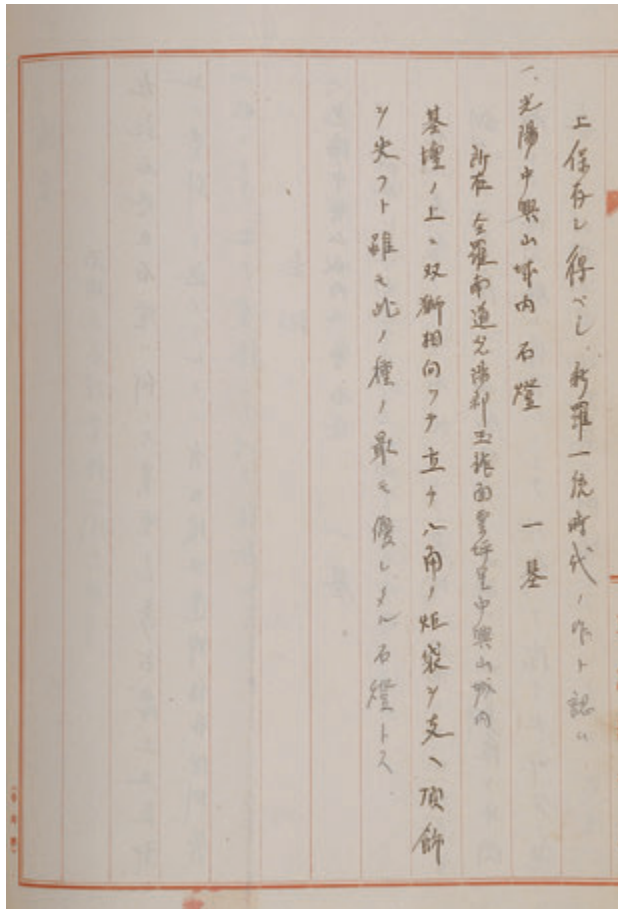 上保存シ得ベシ、新羅一統時代ノ作ト認ム
一、光陽中興山城内石燈 一基
所在 全羅南道光陽郡玉龍面雲坪里中興山城内
基壇ノ上ニ双獅相向フテ立チ八角ノ炬袋ヲ支ヘ頂飾
ヲ失フト雖モ此ノ種ノ最モ優レタル石燈トス